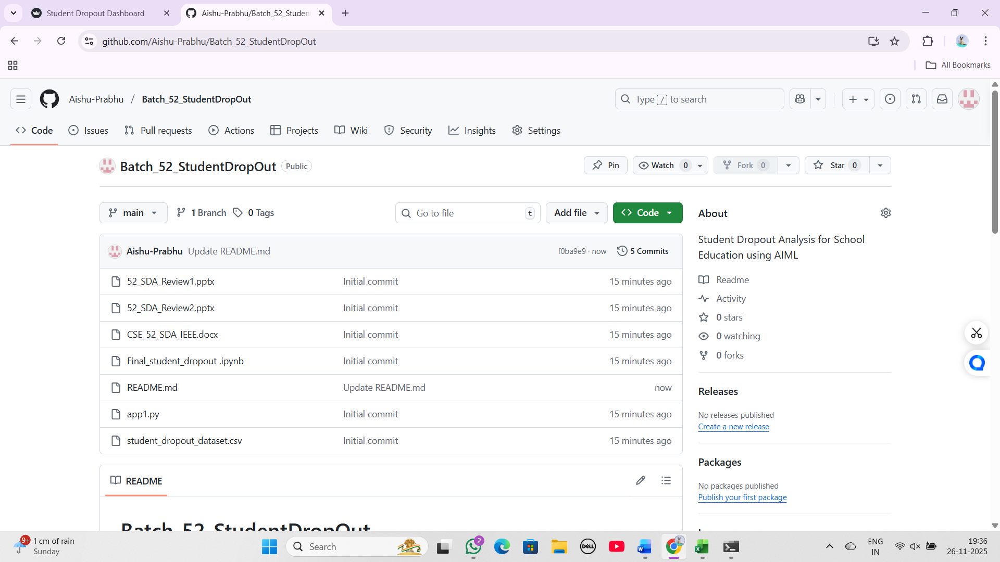 Student Dropout Dashboard
Aishu-Prabhu/Batch_52_Studen
github.com/Aishu-Prabhu/Batch_52_StudentDropOut
All Bookmarks
Aishu-Prabhu / Batch_52_StudentDropOut
Type / to search
Code
Issues
Pull requests
Actions
Projects
Wiki
Security
Insights
Settings
Batch_52_StudentDropOut Public
Pin
Watch 0
Fork 0
Star 0
main
1 Branch
0 Tags
Go to file t
Add file
Code
Aishu-Prabhu Update README.md f0ba9e9 · now 5 Commits
52_SDA_Review1.pptx Initial commit 15 minutes ago
52_SDA_Review2.pptx Initial commit 15 minutes ago
CSE_52_SDA_IEEE.docx Initial commit 15 minutes ago
Final_student_dropout .ipynb Initial commit 15 minutes ago
README.md Update README.md now
app1.py Initial commit 15 minutes ago
student_dropout_dataset.csv Initial commit 15 minutes ago
README
Batch_52_StudentDropOut
About
Student Dropout Analysis for School
Education using AIML
Readme
Activity
0 stars
0 watching
0 forks
Releases
No releases published
Create a new release
Packages
No packages published
Publish your first package
9+
1 cm of rain
Sunday
Search
2
DELL
W
X
ENG
IN
19:36
26-11-2025